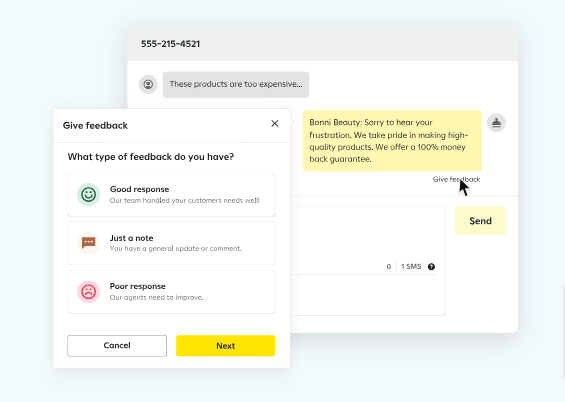 555-215-4521
These products are too expensive...
Bonni Beauty: Sorry to hear your
frustration. We take pride in making high-
quality products. We offer a 100% money
back guarantee.
Give feedback
Send
0 1 SMS ?
Give feedback
What type of feedback do you have?
Good response
Our team handled your customers needs well!
Just a note
You have a general update or comment.
Poor response
Our agents need to improve.
Cancel
Next